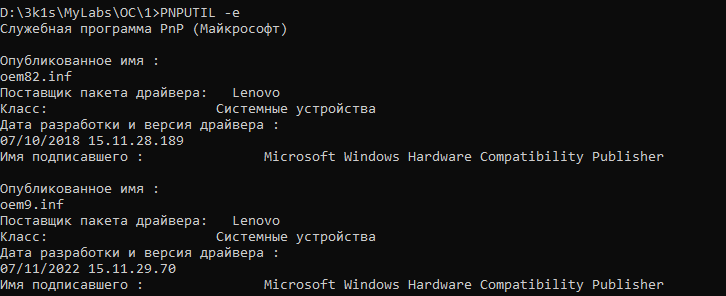 D:\3k1s\MyLabs\OC\1>PNPUTIL -e
Служебная программа PnP (Майкрософт)
Опубликованное имя :
oem82.inf
Поставщик пакета драйвера: Lenovo
Класс: Системные устройства
Дата разработки и версия драйвера :
07/10/2018 15.11.28.189
Имя подписавшего : Microsoft Windows Hardware Compatibility Publisher
Опубликованное имя :
oem9.inf
Поставщик пакета драйвера: Lenovo
Класс: Системные устройства
Дата разработки и версия драйвера :
07/11/2022 15.11.29.70
Имя подписавшего : Microsoft Windows Hardware Compatibility Publisher